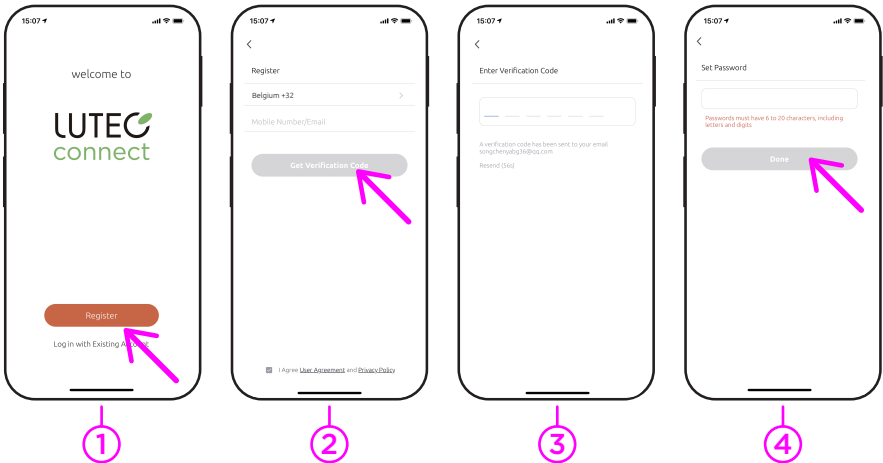 15:07
welcome to
LUTEC
connect
Register
Log in with Existing Account
1
15:07
Register
Belgium +32
Mobile Number/Email
Get Verification Code
I Agree User Agreement and Privacy Policy
2
15:07
Enter Verification Code
A verification code has been sent to your email
songchenyabg36@qq.com
Resend (56s)
3
15:07
Set Password
Passwords must have 6 to 20 characters, including
letters and digits
Done
4